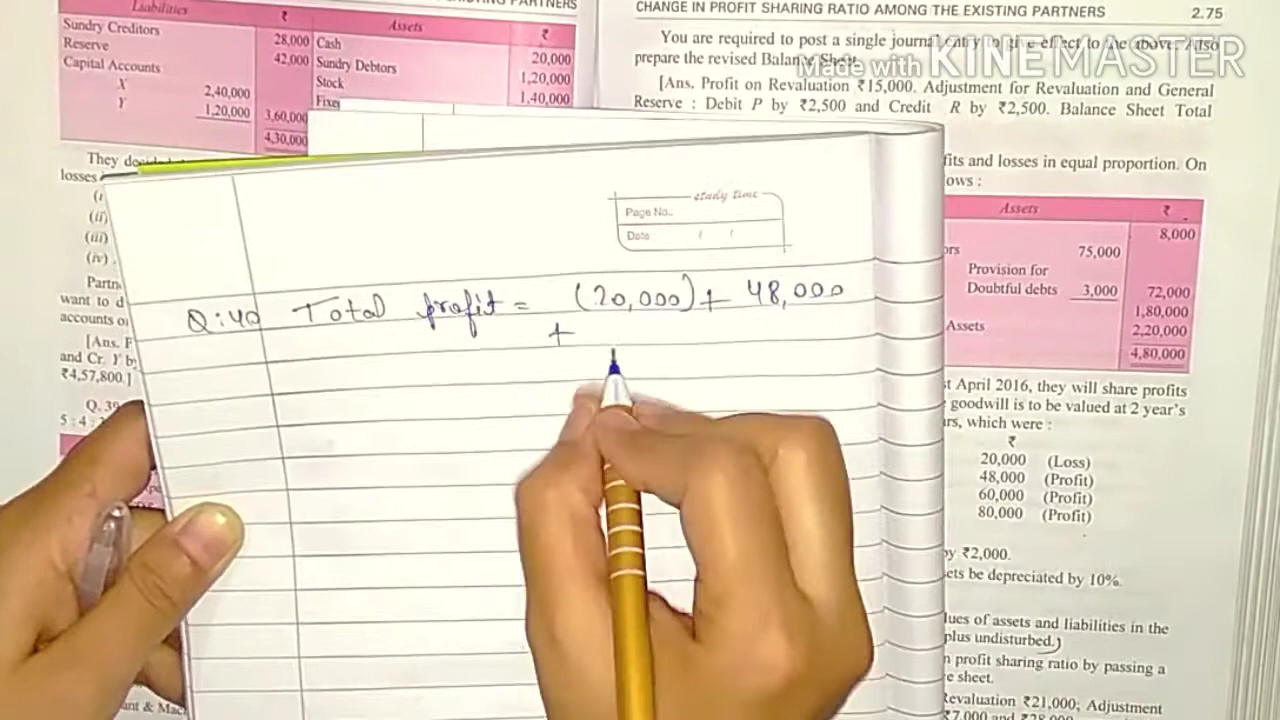 EXISTING PARTNERS
Liabilities ₹ Assets ₹
Sundry Creditors 28,000 Cash 20,000
Reserve 42,000 Sundry Debtors 1,20,000
Capital Accounts Stock 1,40,000
X 2,40,000
Y 1,20,000 3,60,000
4,30,000
They
losses
(ii)
(iii)
(iv)
want to d
accounts
[Ans.
and Cr. Y
₹4,57,800.]
5 : 4 :
CHANGE IN PROFIT SHARING RATIO AMONG THE EXISTING PARTNERS 2.75
You are required to post a single journal entry to give effect to the above. Also
prepare the revised Balance Sheet.
Made with KINEMASTER
[Ans. Profit on Revaluation ₹15,000. Adjustment for Revaluation and General
Reserve : Debit P by ₹2,500 and Credit R by ₹2,500. Balance Sheet Total
fits and losses in equal proportion. On
ows :
Assets ₹
8,000
ors 75,000
Provision for
Doubtful debts 3,000 72,000
1,80,000
Assets 2,20,000
4,80,000
t April 2016, they will share profits
goodwill is to be valued at 2 year's
rs, which were :
₹
20,000 (Loss)
48,000 (Profit)
60,000 (Profit)
80,000 (Profit)
by ₹2,000.
ets be depreciated by 10%.
lues of assets and liabilities in the
plus undisturbed.)
n profit sharing ratio by passing a
e sheet.
Revaluation ₹21,000; Adjustment
study time
Page No..
Date / /
Q:40 Total profit = (20,000) + 48,000
+